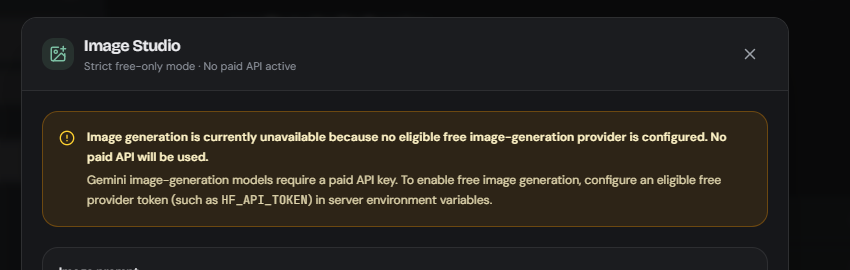 Image Studio
Strict free-only mode · No paid API active
Image generation is currently unavailable because no eligible free image-generation provider is configured. No
paid API will be used.
Gemini image-generation models require a paid API key. To enable free image generation, configure an eligible free
provider token (such as HF_API_TOKEN) in server environment variables.